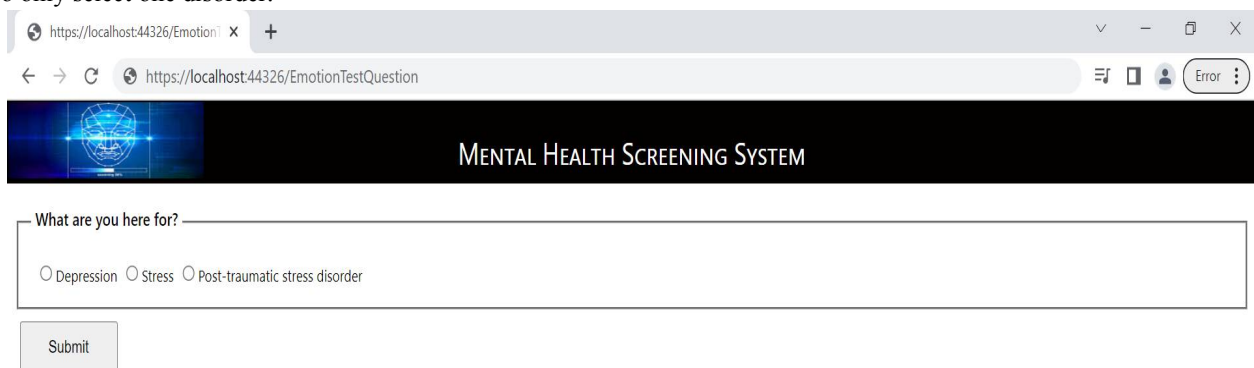 only select one disorder.
https://localhost:44326/Emotion
https://localhost:44326/EmotionTestQuestion
Error
Mental Health Screening System
What are you here for?
Depression Stress Post-traumatic stress disorder
Submit